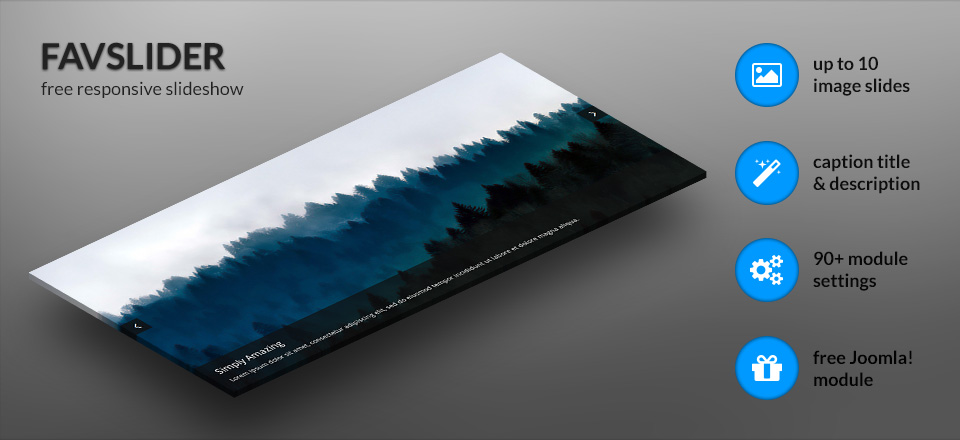 FAVSLIDER
free responsive slideshow
up to 10
image slides
caption title
& description
90+ module
settings
free Joomla!
module
Simply Amazing
Lorem ipsum dolor sit amet, consectetur adipiscing elit, sed do eiusmod tempor incididunt ut labore et dolore magna aliqua.